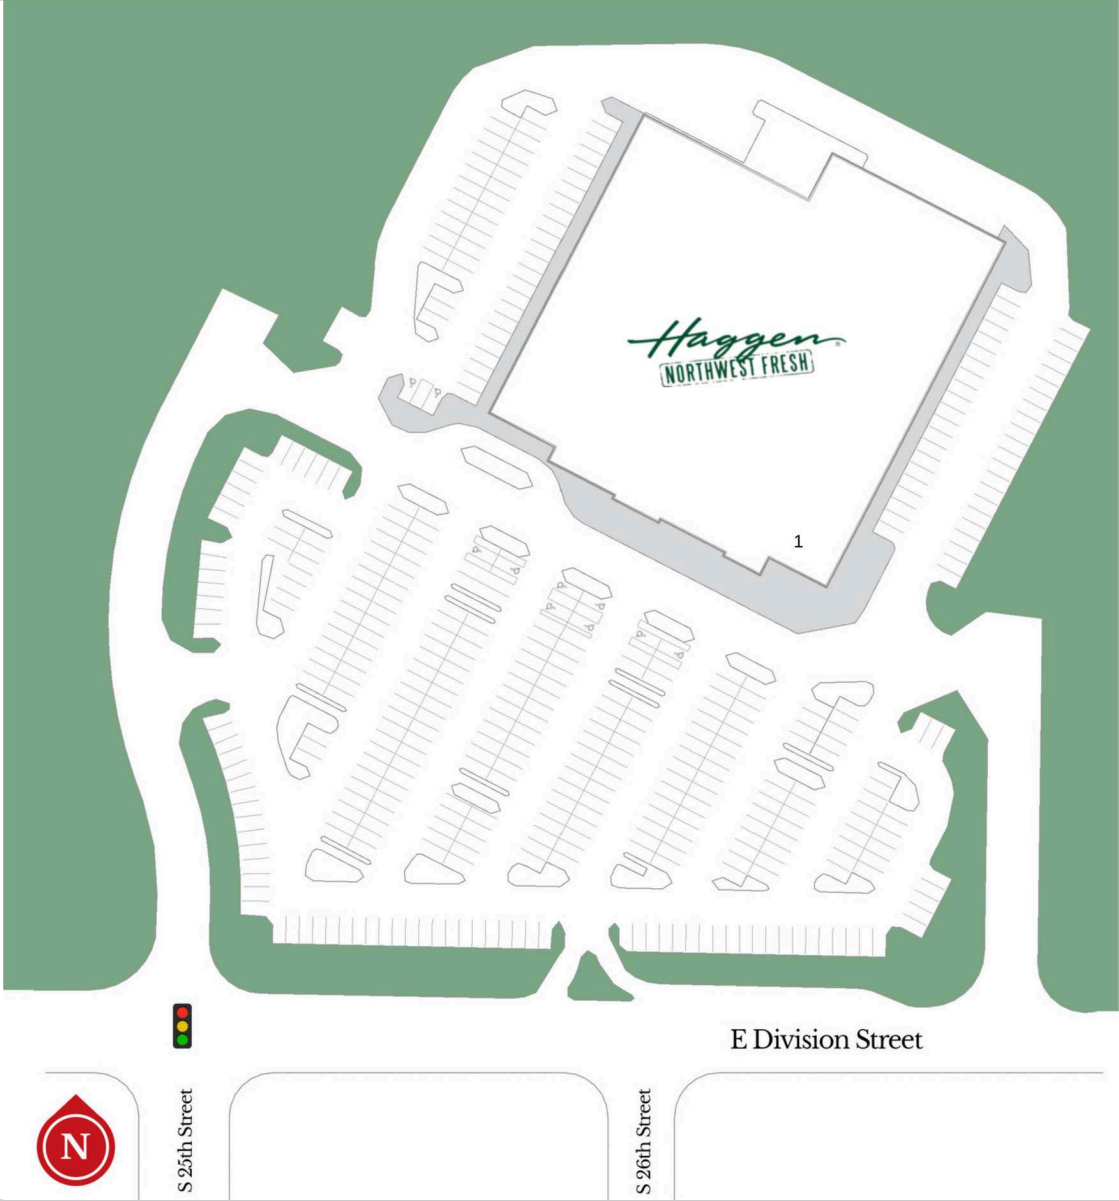 Haggen®
NORTHWEST FRESH
1
E Division Street
S 25th Street
S 26th Street
N